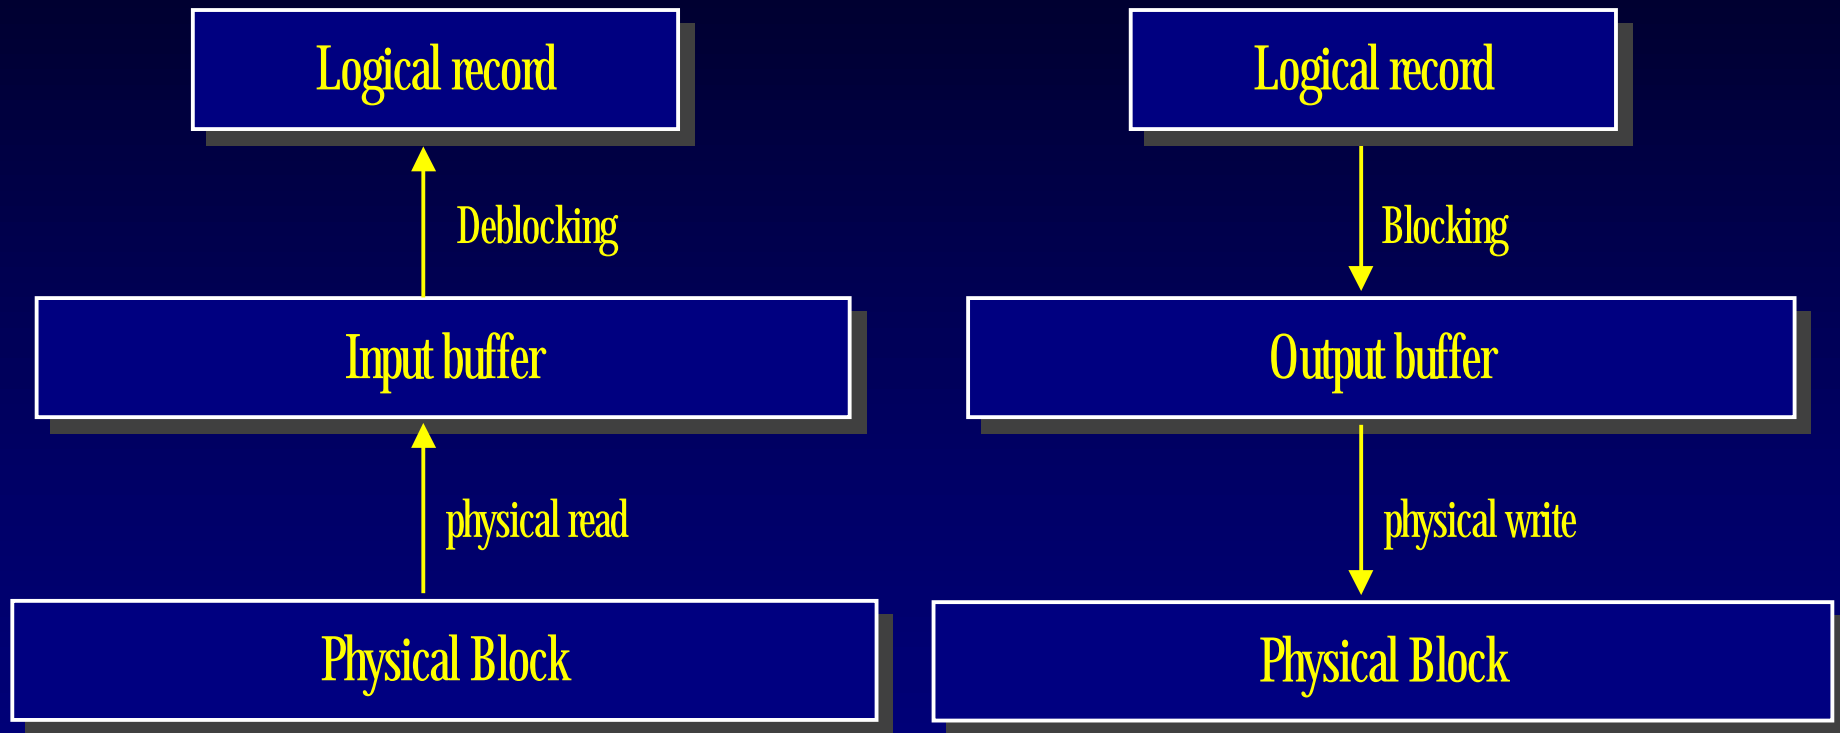 Logical record
Deblocking
Input buffer
physical read
Physical Block
Logical record
Blocking
Output buffer
physical write
Physical Block